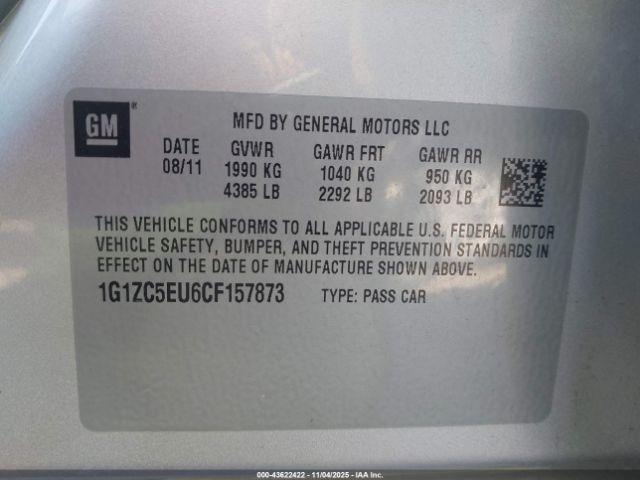 GM®
MFD BY GENERAL MOTORS LLC
DATE GVWR GAWR FRT GAWR RR
08/11 1990 KG 1040 KG 950 KG
4385 LB 2292 LB 2093 LB
THIS VEHICLE CONFORMS TO ALL APPLICABLE U.S. FEDERAL MOTOR
VEHICLE SAFETY, BUMPER, AND THEFT PREVENTION STANDARDS IN
EFFECT ON THE DATE OF MANUFACTURE SHOWN ABOVE.
1G1ZC5EU6CF157873 TYPE: PASS CAR
000-43622422 - 11/04/2025 - IAA Inc.